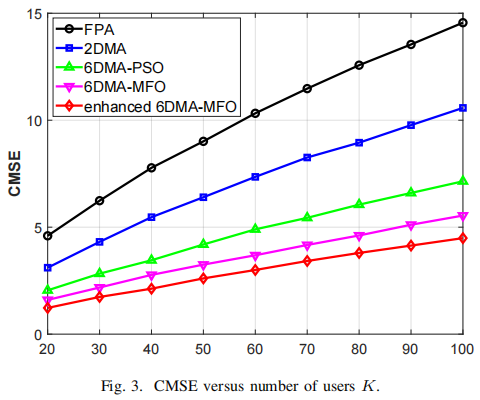 15
10
5
0
CMSE
FPA
2DMA
6DMA-PSO
6DMA-MFO
enhanced 6DMA-MFO
20 30 40 50 60 70 80 90 100
Fig. 3. CMSE versus number of users K.